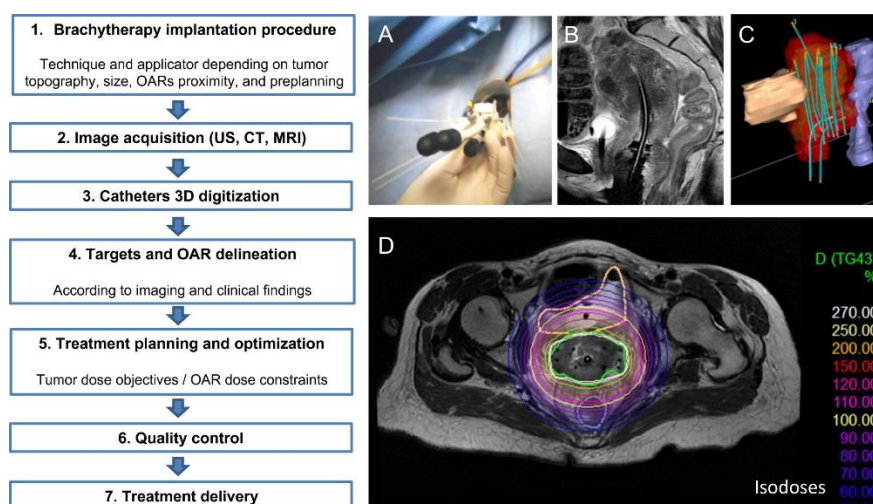 1. Brachytherapy implantation procedure
Technique and applicator depending on tumor
topography, size, OARs proximity, and preplanning
2. Image acquisition (US, CT, MRI)
3. Catheters 3D digitization
4. Targets and OAR delineation
According to imaging and clinical findings
5. Treatment planning and optimization
Tumor dose objectives / OAR dose constraints
6. Quality control
7. Treatment delivery
A
B
C
D
D (TG43
%
270.00
250.00
200.00
150.00
120.00
110.00
100.00
90.00
80.00
70.00
60.00
Isodoses